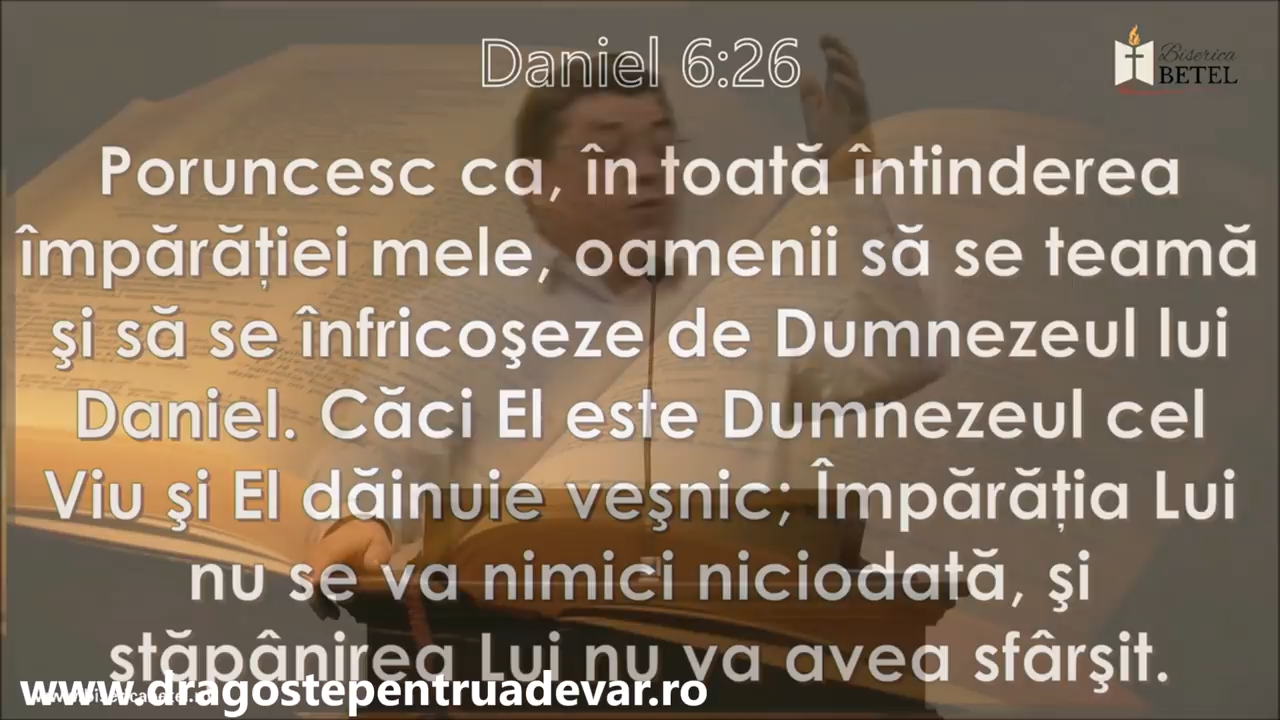 Daniel 6:26
Biserica
BETEL
Poruncesc ca, în toată întinderea
împărăţiei mele, oamenii să se teamă
şi să se înfricoşeze de Dumnezeul lui
Daniel. Căci El este Dumnezeul cel
Viu şi El dăinuie veşnic; Împărăţia Lui
nu se va nimici niciodată, şi
stăpânirea Lui nu va avea sfârşit.
www.dragostepentruadevar.ro